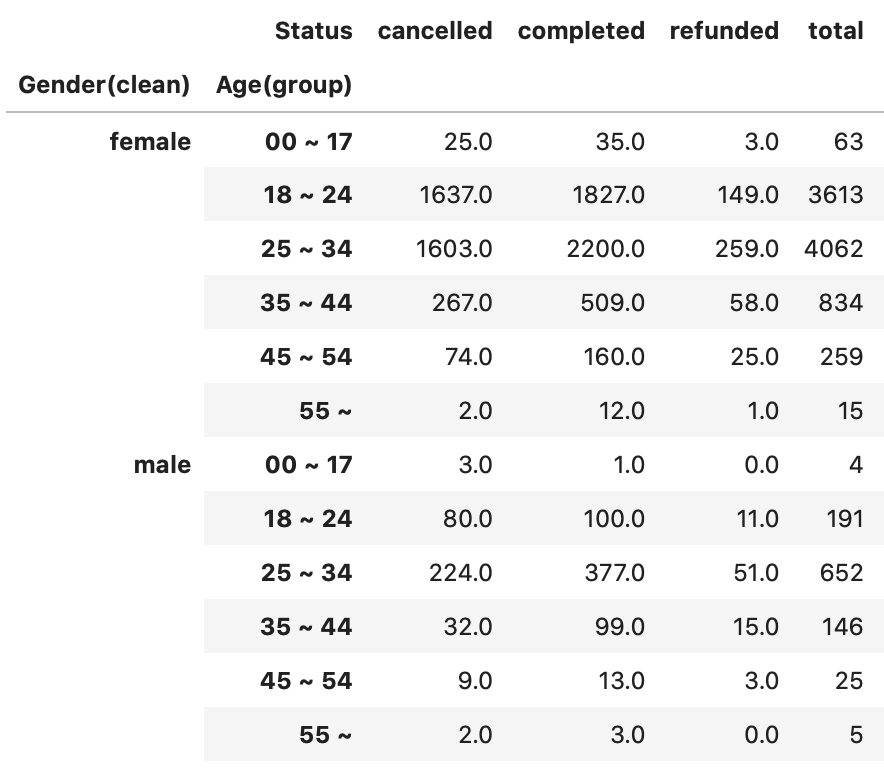 Status cancelled completed refunded total
Gender(clean) Age(group)
female 00 ~ 17 25.0 35.0 3.0 63
18 ~ 24 1637.0 1827.0 149.0 3613
25 ~ 34 1603.0 2200.0 259.0 4062
35 ~ 44 267.0 509.0 58.0 834
45 ~ 54 74.0 160.0 25.0 259
55 ~ 2.0 12.0 1.0 15
male 00 ~ 17 3.0 1.0 0.0 4
18 ~ 24 80.0 100.0 11.0 191
25 ~ 34 224.0 377.0 51.0 652
35 ~ 44 32.0 99.0 15.0 146
45 ~ 54 9.0 13.0 3.0 25
55 ~ 2.0 3.0 0.0 5